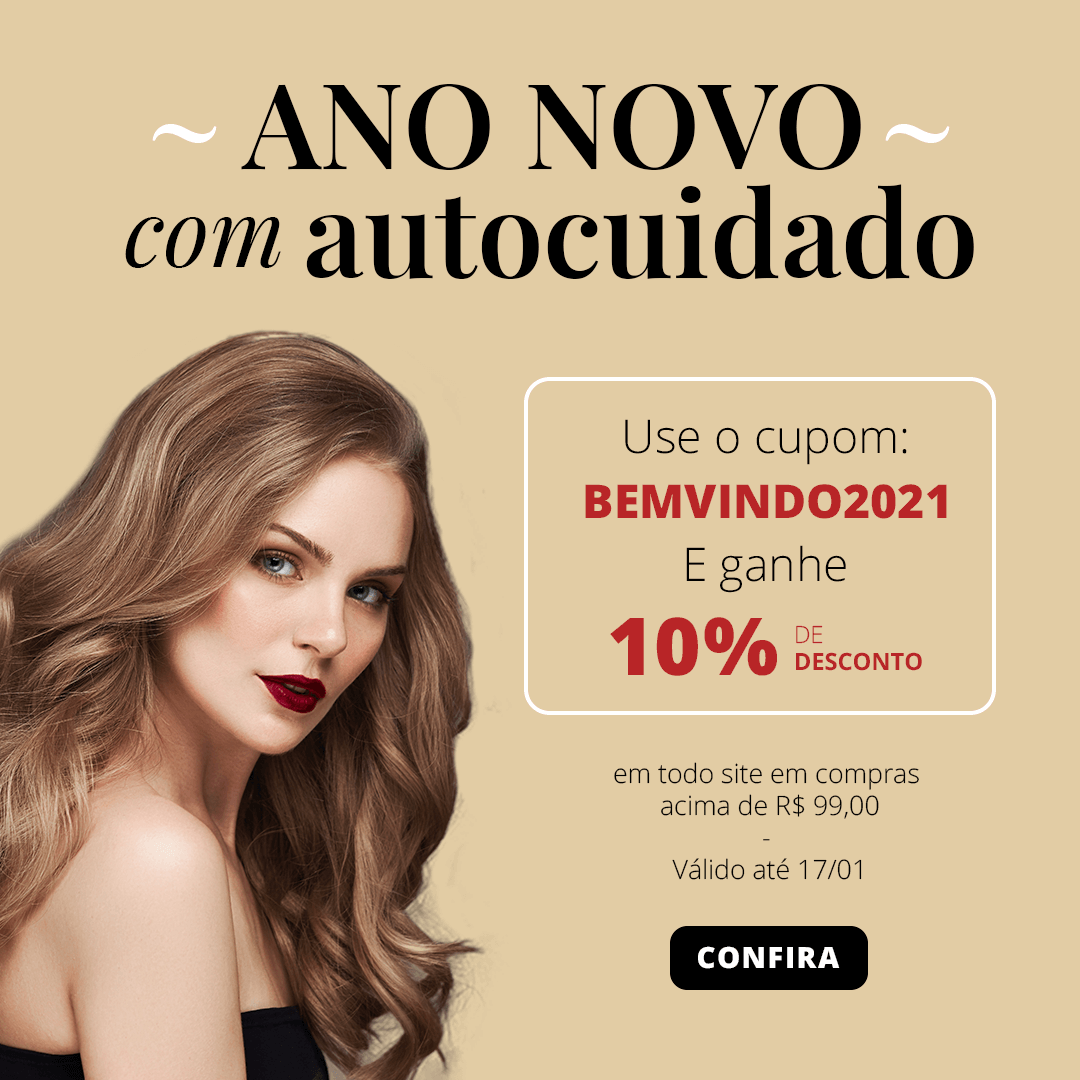 ~ ANO NOVO ~
com autocuidado
Use o cupom:
BEMVINDO2021
E ganhe
10% DE
DESCONTO
em todo site em compras
acima de R$ 99,00
-
Válido até 17/01
CONFIRA